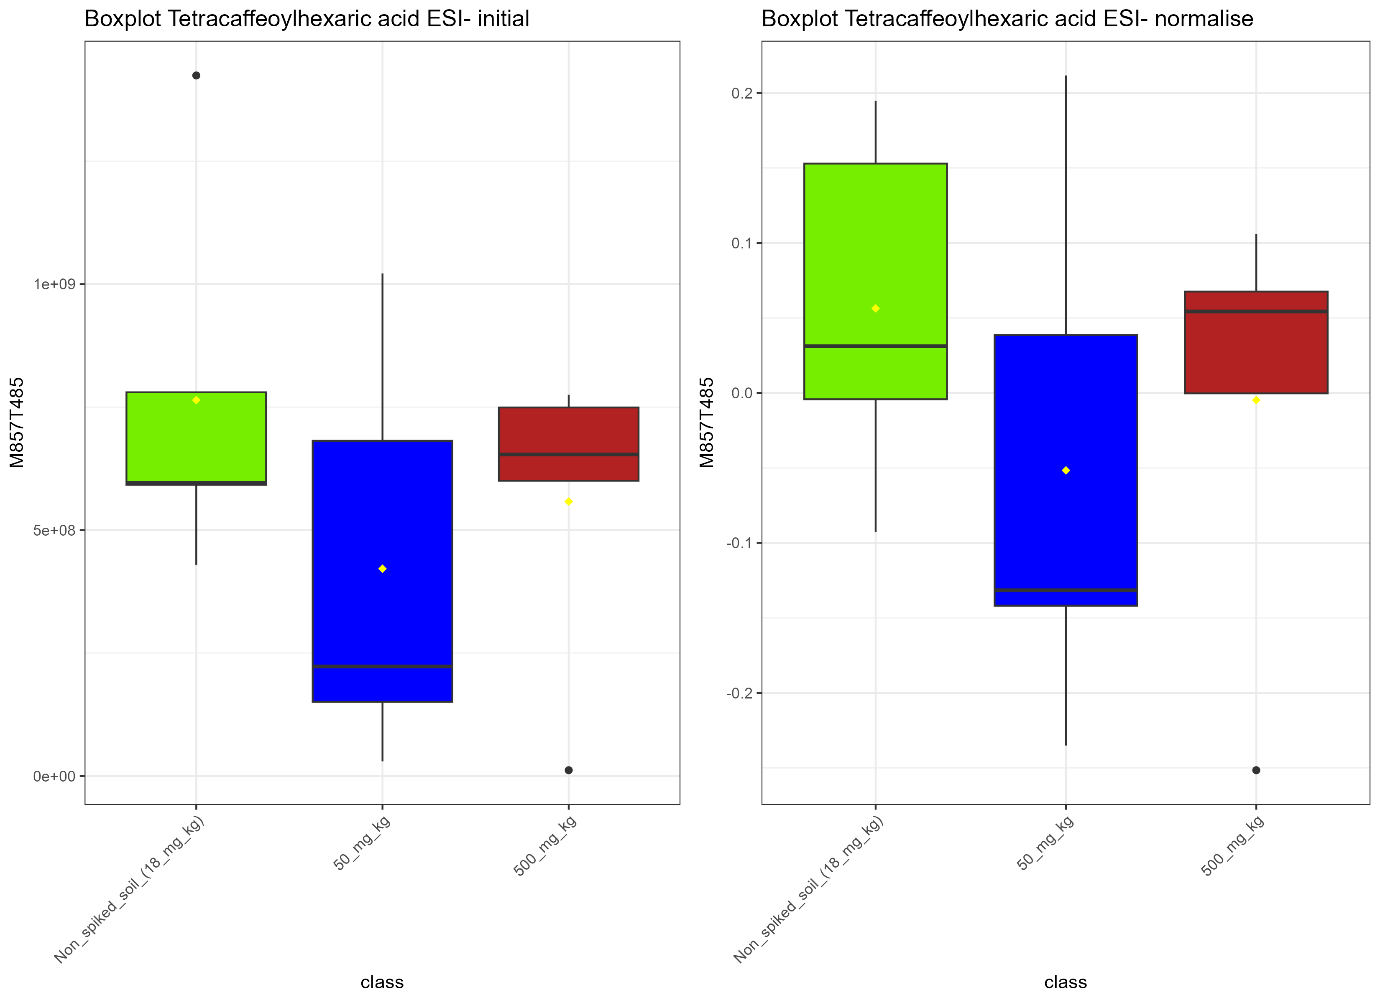 Boxplot Tetracaffeoylhexaric acid ESI- initial
M857T485
1e+09
5e+08
0e+00
Non_spiked_soil_(18_mg_kg)
50_mg_kg
500_mg_kg
class
Boxplot Tetracaffeoylhexaric acid ESI- normalise
M857T485
0.2
0.1
0.0
-0.1
-0.2
Non_spiked_soil_(18_mg_kg)
50_mg_kg
500_mg_kg
class